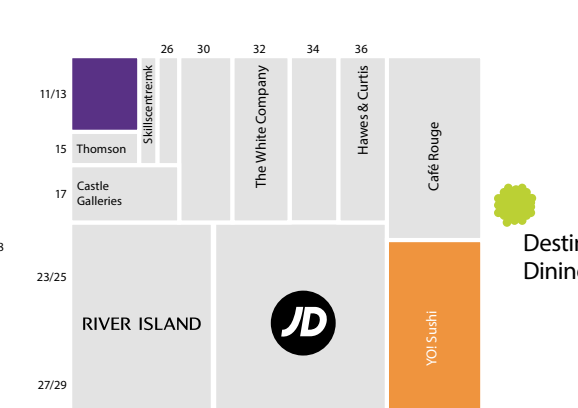 26 30 32 34 36
11/13
Skillscentre:mk
The White Company
Hawes & Curtis
Café Rouge
15 Thomson
17 Castle
Galleries
Dining
23/25
RIVER ISLAND
JD
YO! Sushi
27/29